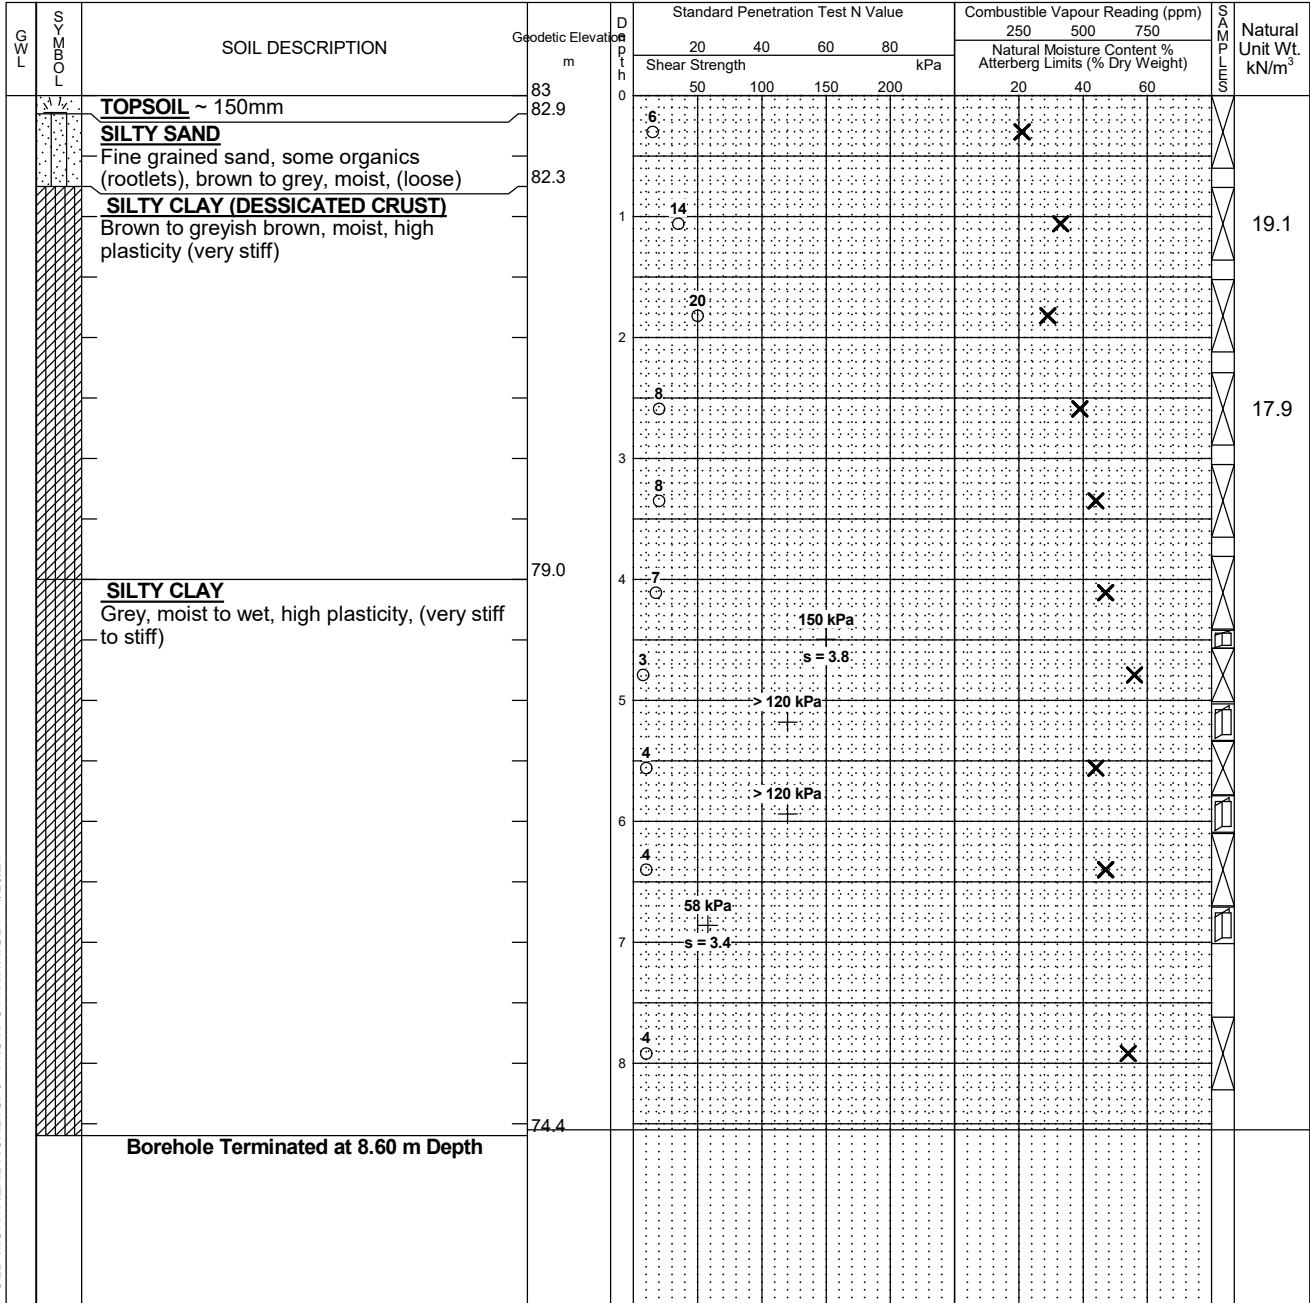 GWL
SYMBOL
SOIL DESCRIPTION
Geodetic Elevation
m
Depth
Standard Penetration Test N Value
20 40 60 80
Shear Strength kPa
50 100 150 200
Combustible Vapour Reading (ppm)
250 500 750
Natural Moisture Content %
Atterberg Limits (% Dry Weight)
20 40 60
SAMPLES
Natural
Unit Wt.
kN/m³
83
0
TOPSOIL ~ 150mm
82.9
6
SILTY SAND
Fine grained sand, some organics
(rootlets), brown to grey, moist, (loose)
82.3
SILTY CLAY (DESSICATED CRUST)
14
1
19.1
Brown to greyish brown, moist, high
plasticity (very stiff)
20
2
8
17.9
3
8
79.0
4
7
SILTY CLAY
Grey, moist to wet, high plasticity, (very stiff
to stiff)
150 kPa
s = 3.8
3
5
> 120 kPa
4
> 120 kPa
6
4
58 kPa
7
s = 3.4
4
8
74.4
Borehole Terminated at 8.60 m Depth